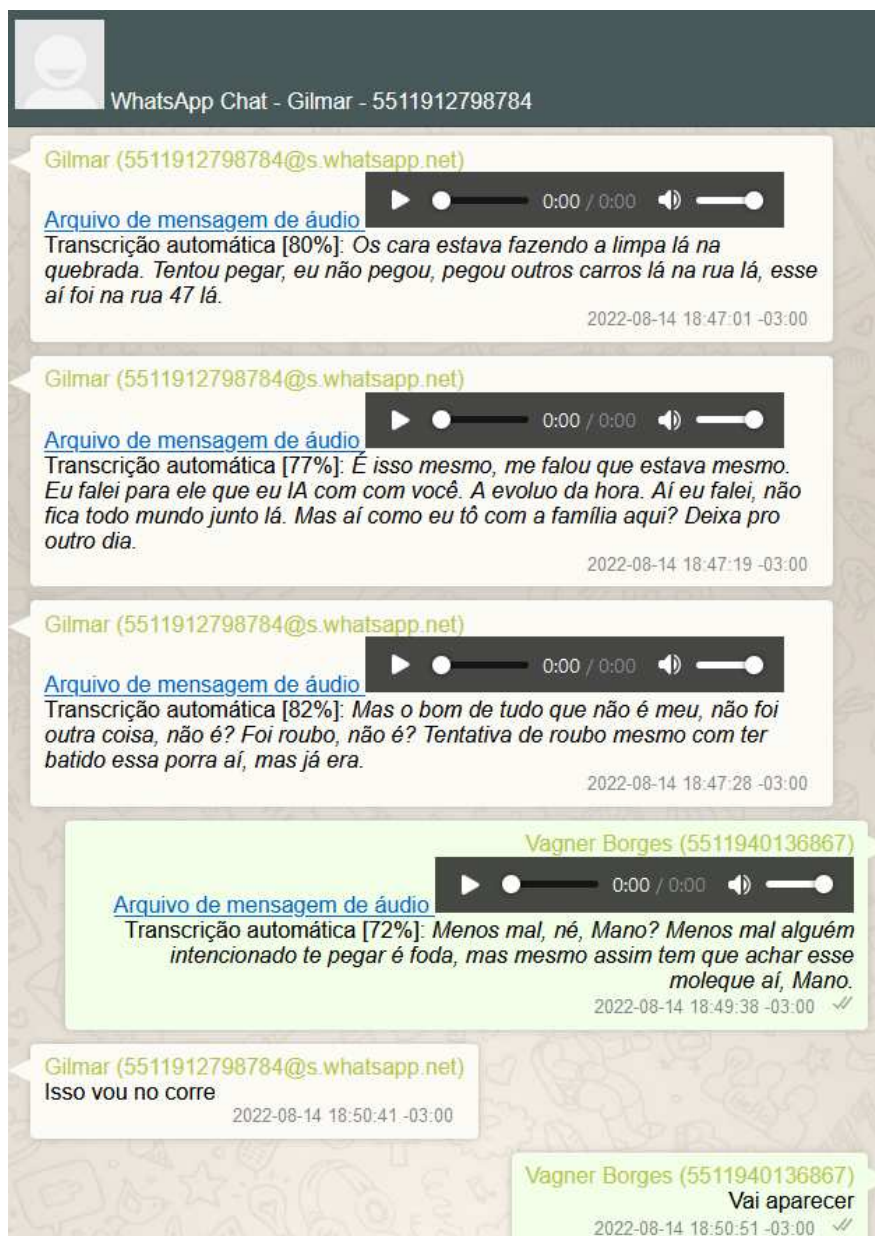 WhatsApp Chat - Gilmar - 5511912798784
Gilmar (5511912798784@s.whatsapp.net)
0:00 / 0:00
Arquivo de mensagem de áudio
Transcrição automática [80%]: Os cara estava fazendo a limpa lá na
quebrada. Tentou pegar, eu não pegou, pegou outros carros lá na rua lá, esse
aí foi na rua 47 lá.
2022-08-14 18:47:01 -03:00
Gilmar (5511912798784@s.whatsapp.net)
0:00 / 0:00
Arquivo de mensagem de áudio
Transcrição automática [77%]: É isso mesmo, me falou que estava mesmo.
Eu falei para ele que eu IA com com você. A evoluo da hora. Aí eu falei, não
fica todo mundo junto lá. Mas aí como eu tô com a família aqui? Deixa pro
outro dia.
2022-08-14 18:47:19 -03:00
Gilmar (5511912798784@s.whatsapp.net)
0:00 / 0:00
Arquivo de mensagem de áudio
Transcrição automática [82%]: Mas o bom de tudo que não é meu, não foi
outra coisa, não é? Foi roubo, não é? Tentativa de roubo mesmo com ter
batido essa porra aí, mas já era.
2022-08-14 18:47:28 -03:00
Vagner Borges (5511940136867)
0:00 / 0:00
Arquivo de mensagem de áudio
Transcrição automática [72%]: Menos mal, né, Mano? Menos mal alguém
intencionado te pegar é foda, mas mesmo assim tem que achar esse
moleque aí, Mano.
2022-08-14 18:49:38 -03:00
Gilmar (5511912798784@s.whatsapp.net)
Isso vou no corre
2022-08-14 18:50:41 -03:00
Vagner Borges (5511940136867)
Vai aparecer
2022-08-14 18:50:51 -03:00